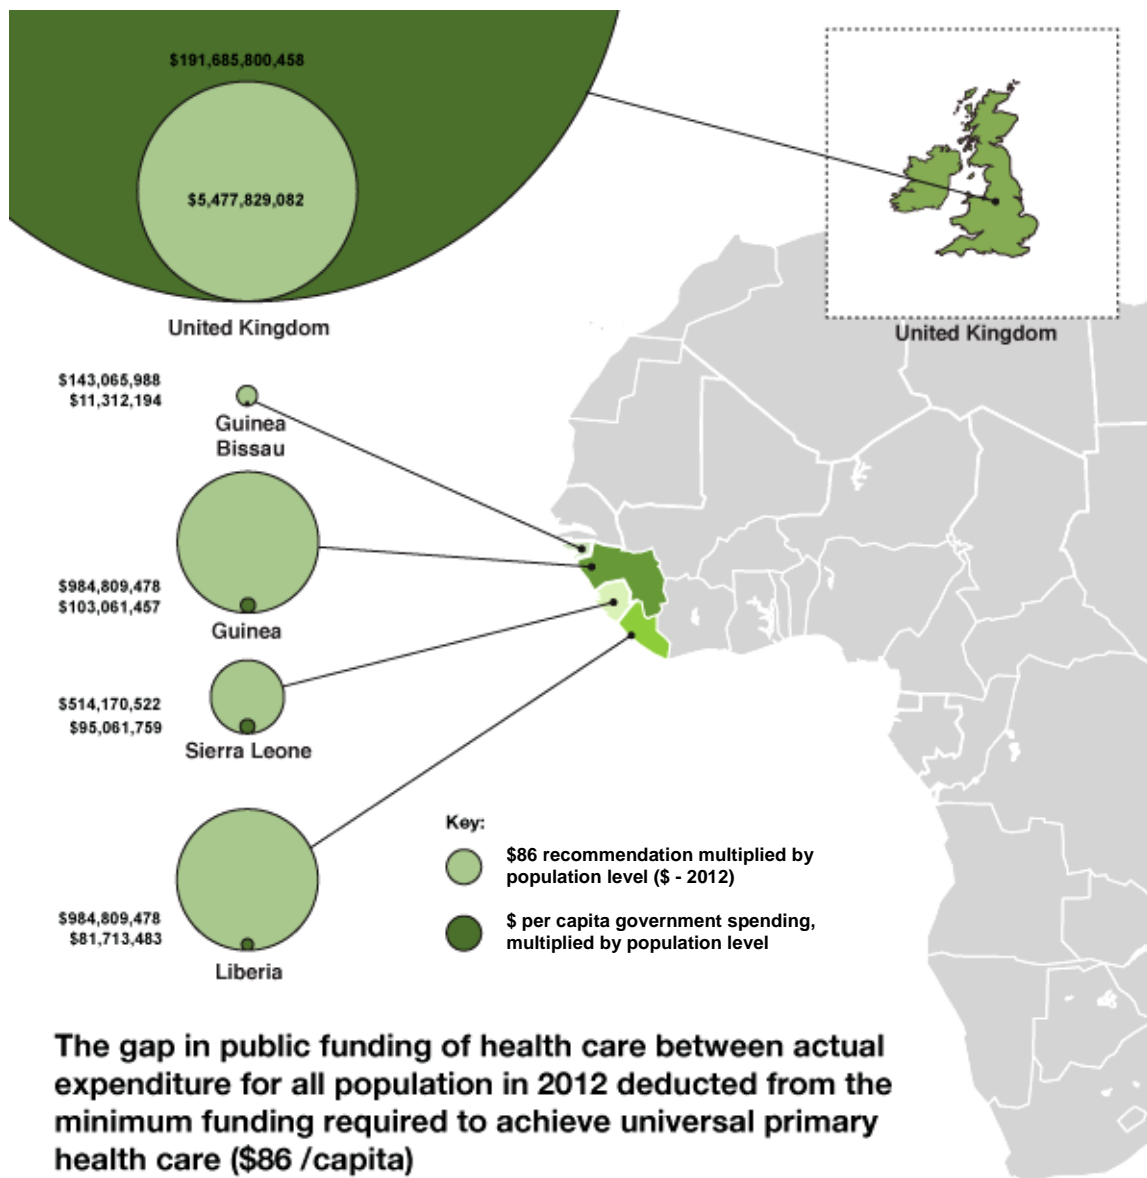 $191,685,800,458
$5,477,829,082
United Kingdom
United Kingdom
$143,065,988
$11,312,194
Guinea
Bissau
$984,809,478
$103,061,457
Guinea
$514,170,522
$95,061,759
Sierra Leone
$984,809,478
$81,713,483
Liberia
Key:
$86 recommendation multiplied by
population level ($ - 2012)
$ per capita government spending,
multiplied by population level
The gap in public funding of health care between actual
expenditure for all population in 2012 deducted from the
minimum funding required to achieve universal primary
health care ($86 /capita)